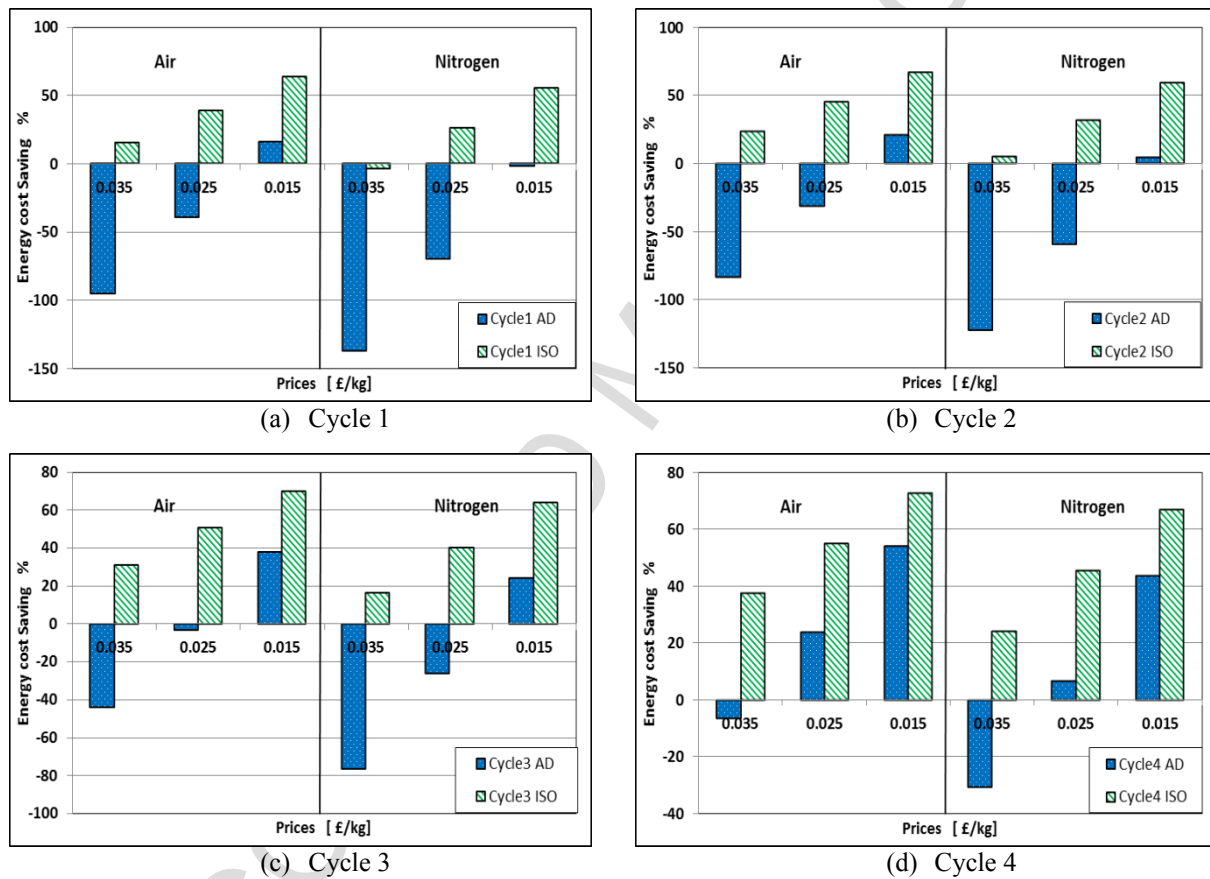 100
50
0
-50
-100
-150
Energy cost Saving %
Air
Nitrogen
0.035 0.025 0.015 0.035 0.025 0.015
Cycle1 AD
Cycle1 ISO
Prices [ £/kg]
(a) Cycle 1
100
50
0
-50
-100
-150
Energy cost Saving %
Air
Nitrogen
0.035 0.025 0.015 0.035 0.025 0.015
Cycle2 AD
Cycle2 ISO
Prices [ £/kg]
(b) Cycle 2
80
60
40
20
0
-20
-40
-60
-80
-100
Energy cost Saving %
Air
Nitrogen
0.035 0.025 0.015 0.035 0.025 0.015
Cycle3 AD
Cycle3 ISO
Prices [ £/kg]
(c) Cycle 3
80
60
40
20
0
-20
-40
Energy cost Saving %
Air
Nitrogen
0.035 0.025 0.015 0.035 0.025 0.015
Cycle4 AD
Cycle4 ISO
Prices [ £/kg]
(d) Cycle 4